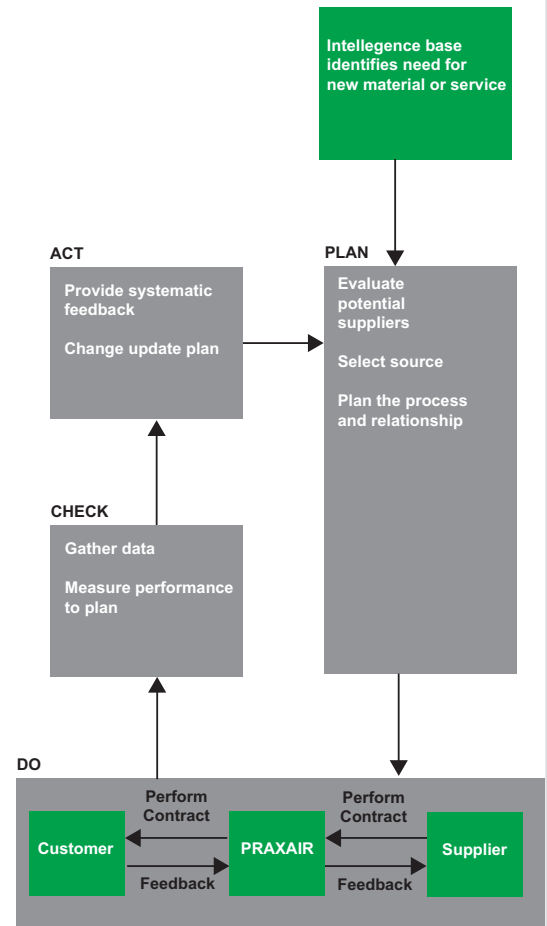 Intellegence base
identifies need for
new material or service
ACT
Provide systematic
feedback
Change update plan
PLAN
Evaluate
potential
suppliers
Select source
Plan the process
and relationship
CHECK
Gather data
Measure performance
to plan
DO
Perform
Contract
Perform
Contract
Customer
PRAXAIR
Supplier
Feedback
Feedback